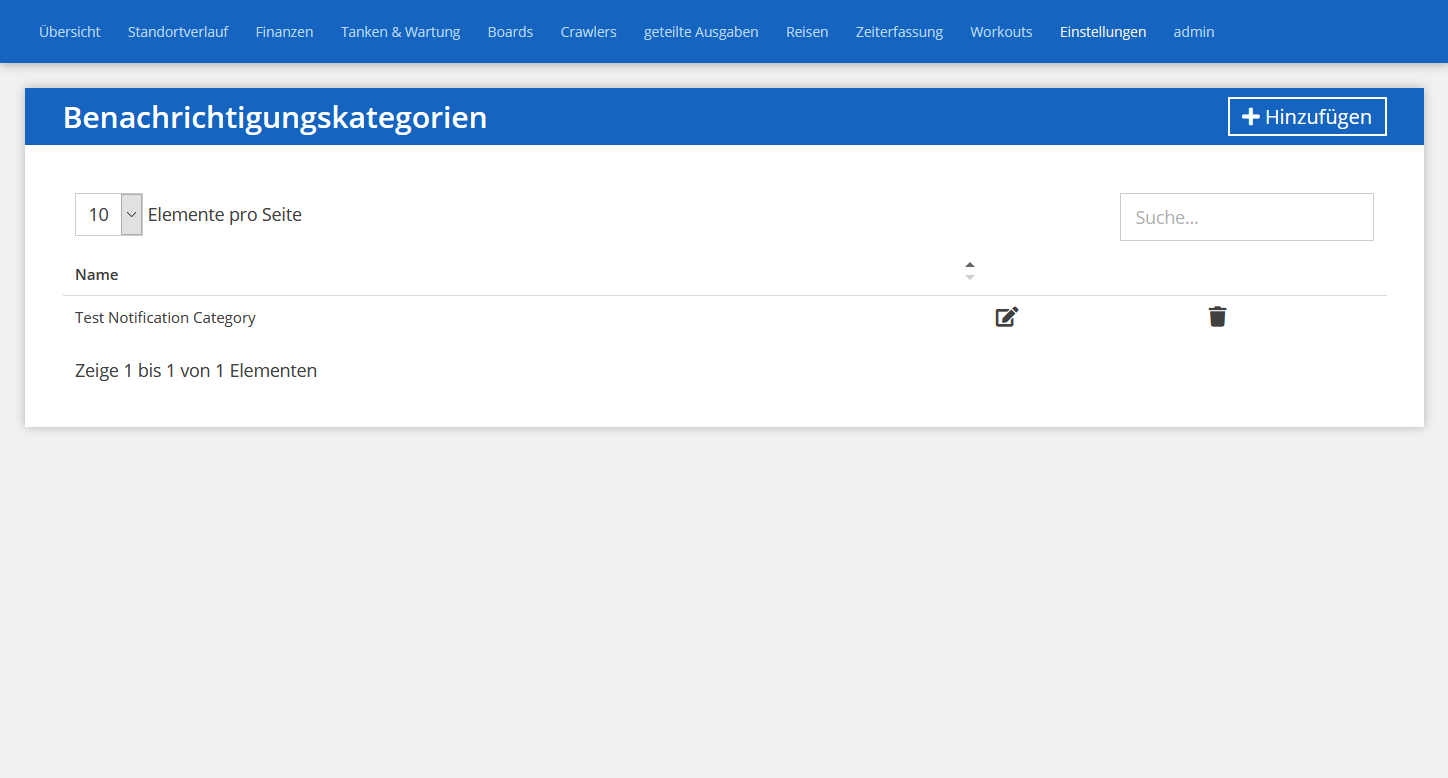 Übersicht Standortverlauf Finanzen Tanken & Wartung Boards Crawlers geteilte Ausgaben Reisen Zeiterfassung Workouts Einstellungen admin
Benachrichtigungskategorien Hinzufügen
10 Elemente pro Seite Suche...
Name
Test Notification Category
Zeige 1 bis 1 von 1 Elementen